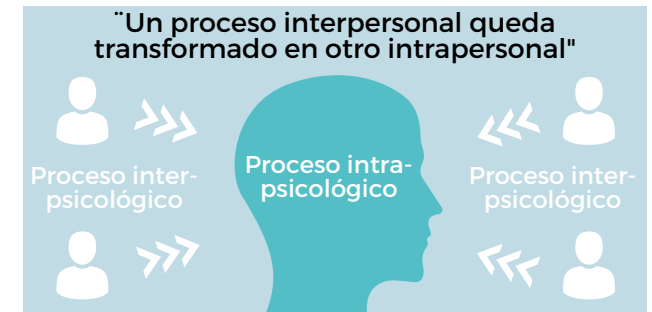 ¨Un proceso interpersonal queda
transformado en otro intrapersonal"
Proceso inter-
psicológico
Proceso intra-
psicológico
Proceso inter-
psicológico